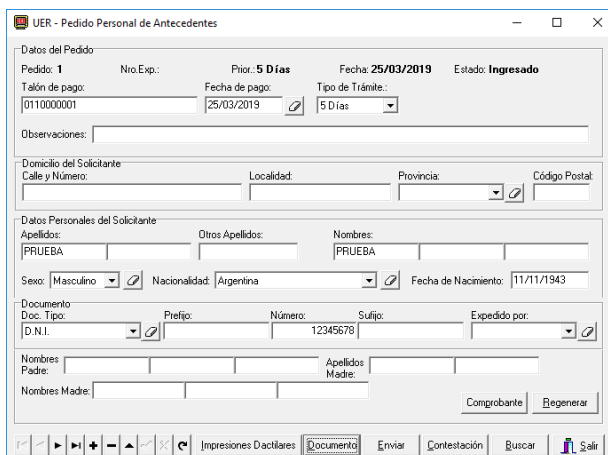 UER - Pedido Personal de Antecedentes
Datos del Pedido
Pedido: 1 Nro.Exp.: Prior.: 5 Días Fecha: 25/03/2019 Estado: Ingresado
Talón de pago: Fecha de pago: Tipo de Trámite.:
0110000001 25/03/2019 5 Días
Observaciones:
Domicilio del Solicitante
Calle y Número: Localidad: Provincia: Código Postal:
Datos Personales del Solicitante
Apellidos: Otros Apellidos: Nombres:
PRUEBA PRUEBA
Sexo: Masculino Nacionalidad: Argentina Fecha de Nacimiento: 11/11/1943
Documento
Doc. Tipo: Prefijo: Número: Sufijo: Expedido por:
D.N.I. 12345678
Nombres Padre: Apellidos Madre:
Nombres Madre:
Comprobante Regenerar
Impresiones Dactilares Documento Enviar Contestación Buscar Salir